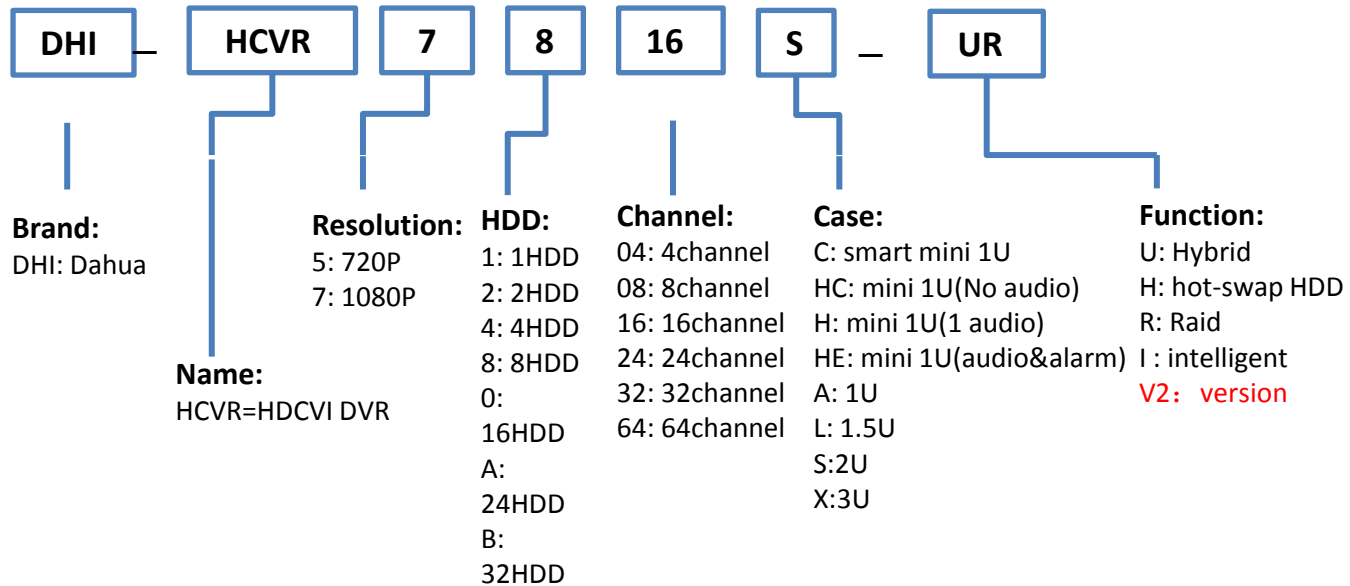 DHI – HCVR 7 8 16 S – UR
Brand:
DHI: Dahua
Name:
HCVR=HDCVI DVR
Resolution:
5: 720P
7: 1080P
HDD:
1: 1HDD
2: 2HDD
4: 4HDD
8: 8HDD
0:
16HDD
A:
24HDD
B:
32HDD
Channel:
04: 4channel
08: 8channel
16: 16channel
24: 24channel
32: 32channel
64: 64channel
Case:
C: smart mini 1U
HC: mini 1U(No audio)
H: mini 1U(1 audio)
HE: mini 1U(audio&alarm)
A: 1U
L: 1.5U
S:2U
X:3U
Function:
U: Hybrid
H: hot-swap HDD
R: Raid
I : intelligent
V2： version